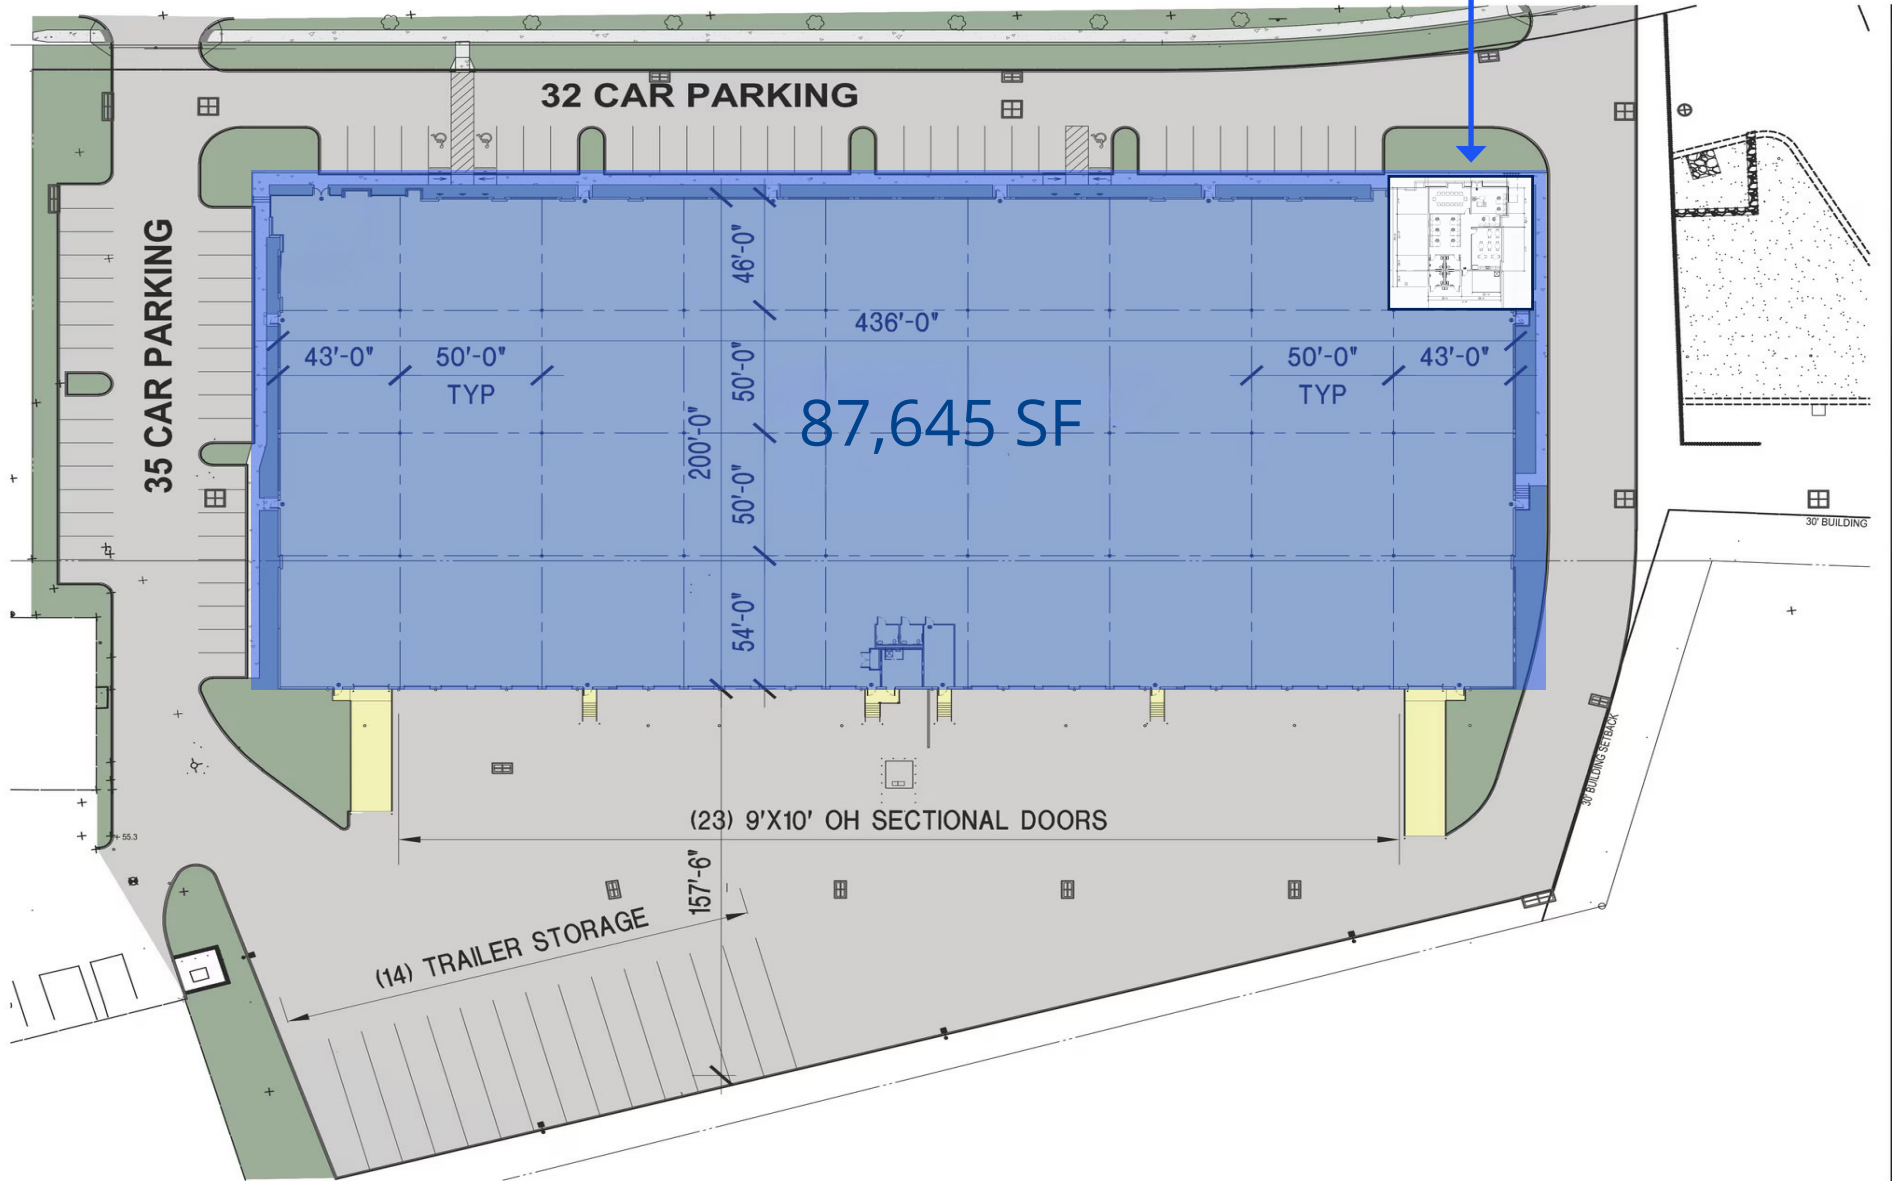 32 CAR PARKING
35 CAR PARKING
46'-0"
436'-0"
43'-0"
50'-0"
TYP
50'-0"
50'-0"
TYP
43'-0"
87,645 SF
200'-0"
50'-0"
54'-0"
30' BUILDING
30' BUILDING SETBACK
(23) 9'X10' OH SECTIONAL DOORS
157'-6"
55.3
(14) TRAILER STORAGE